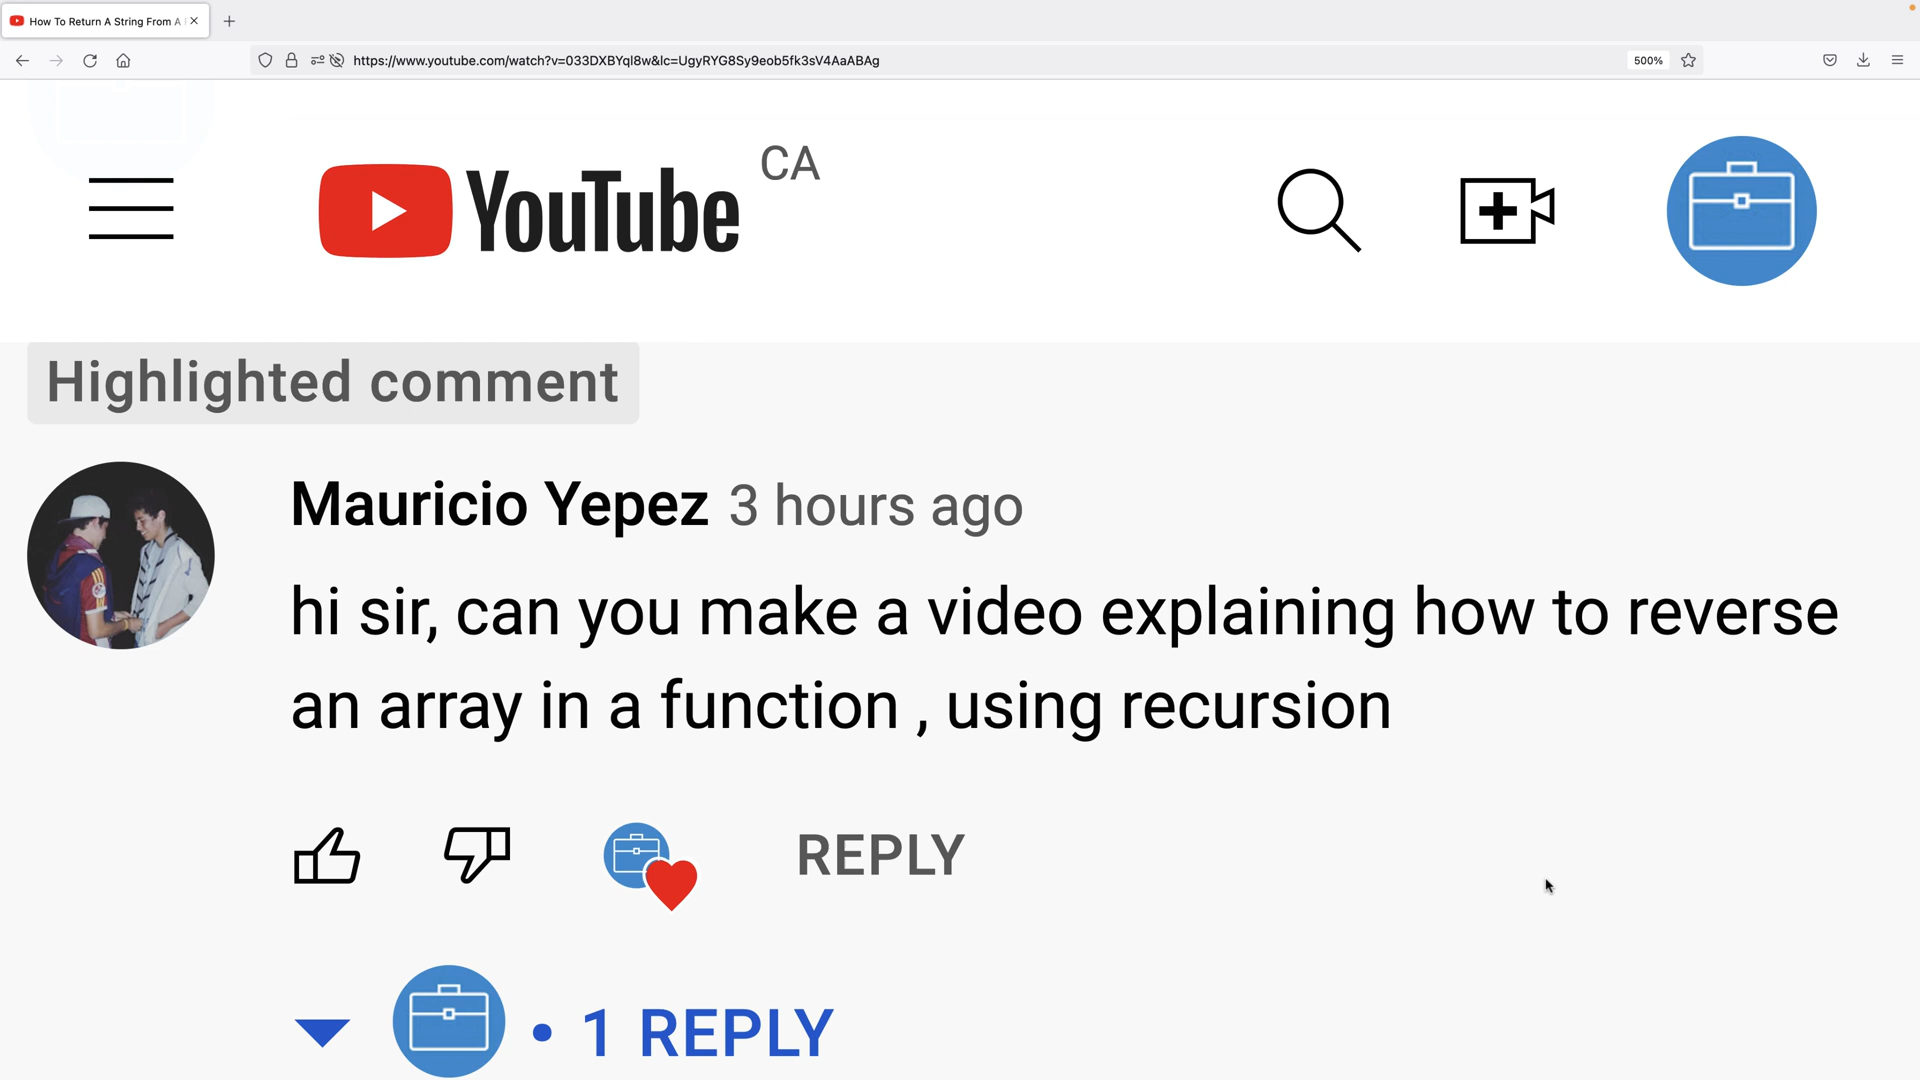 How To Return A String From A
https://www.youtube.com/watch?v=033DXBYql8w&lc=UgyRYG8Sy9eob5fk3sV4AaABAg
500%
YouTube CA
Highlighted comment
Mauricio Yepez 3 hours ago
hi sir, can you make a video explaining how to reverse
an array in a function , using recursion
REPLY
• 1 REPLY